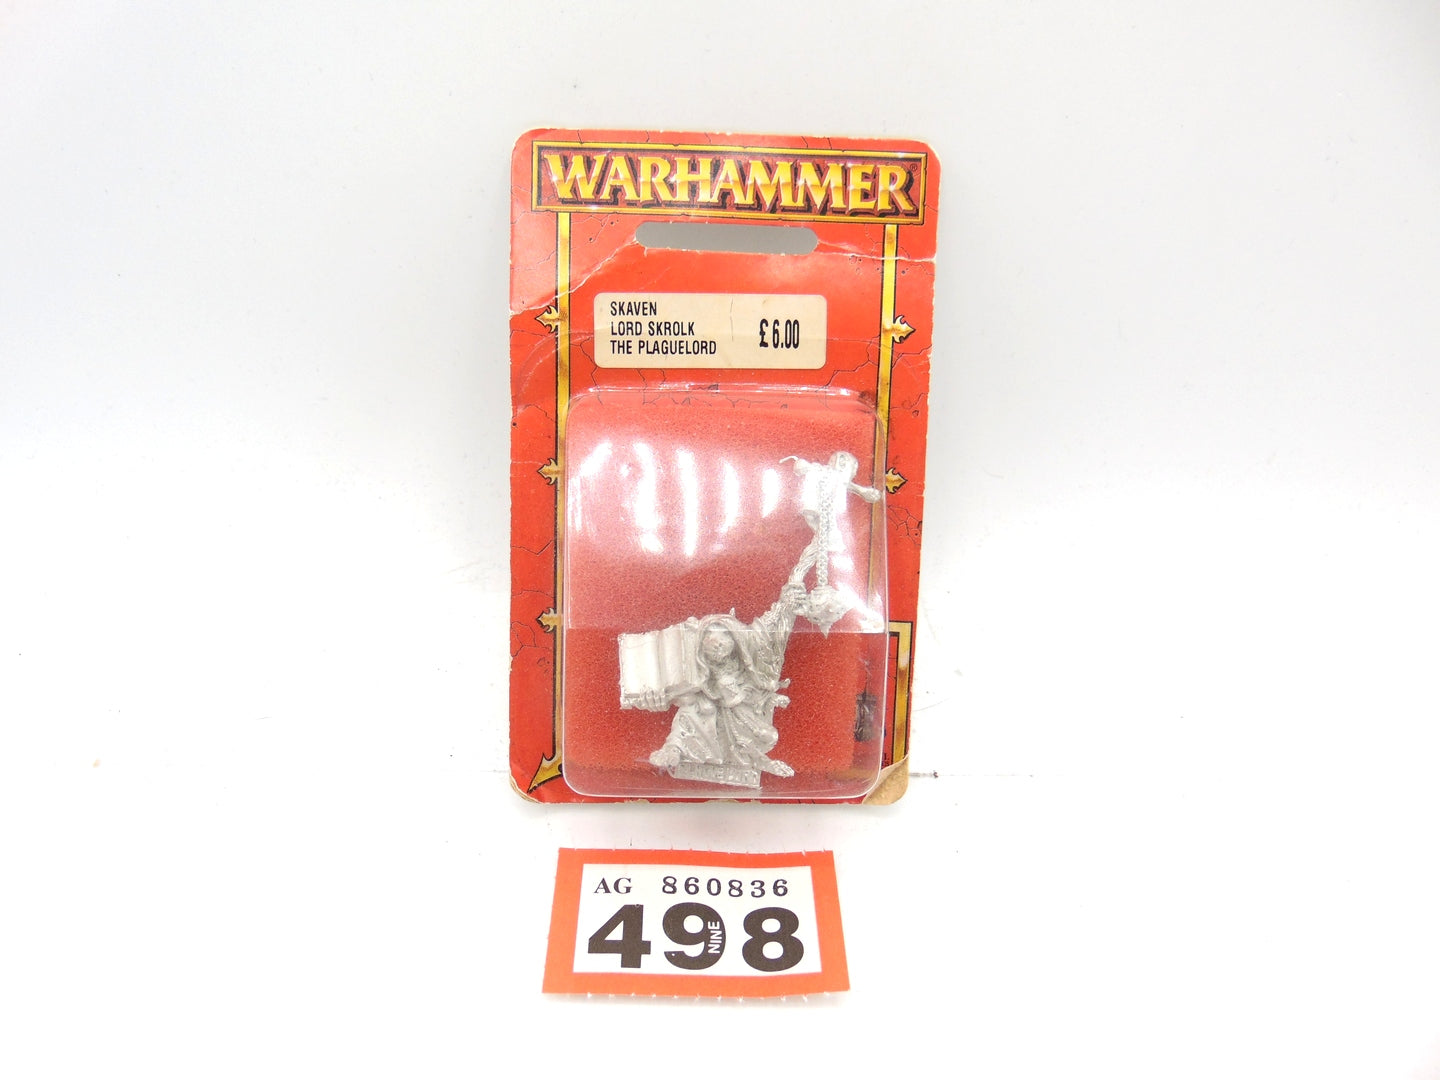 WARHAMMER®
SKAVEN
LORD SKROLK
THE PLAGUELORD
£6.00
AG 860836
498
NINE